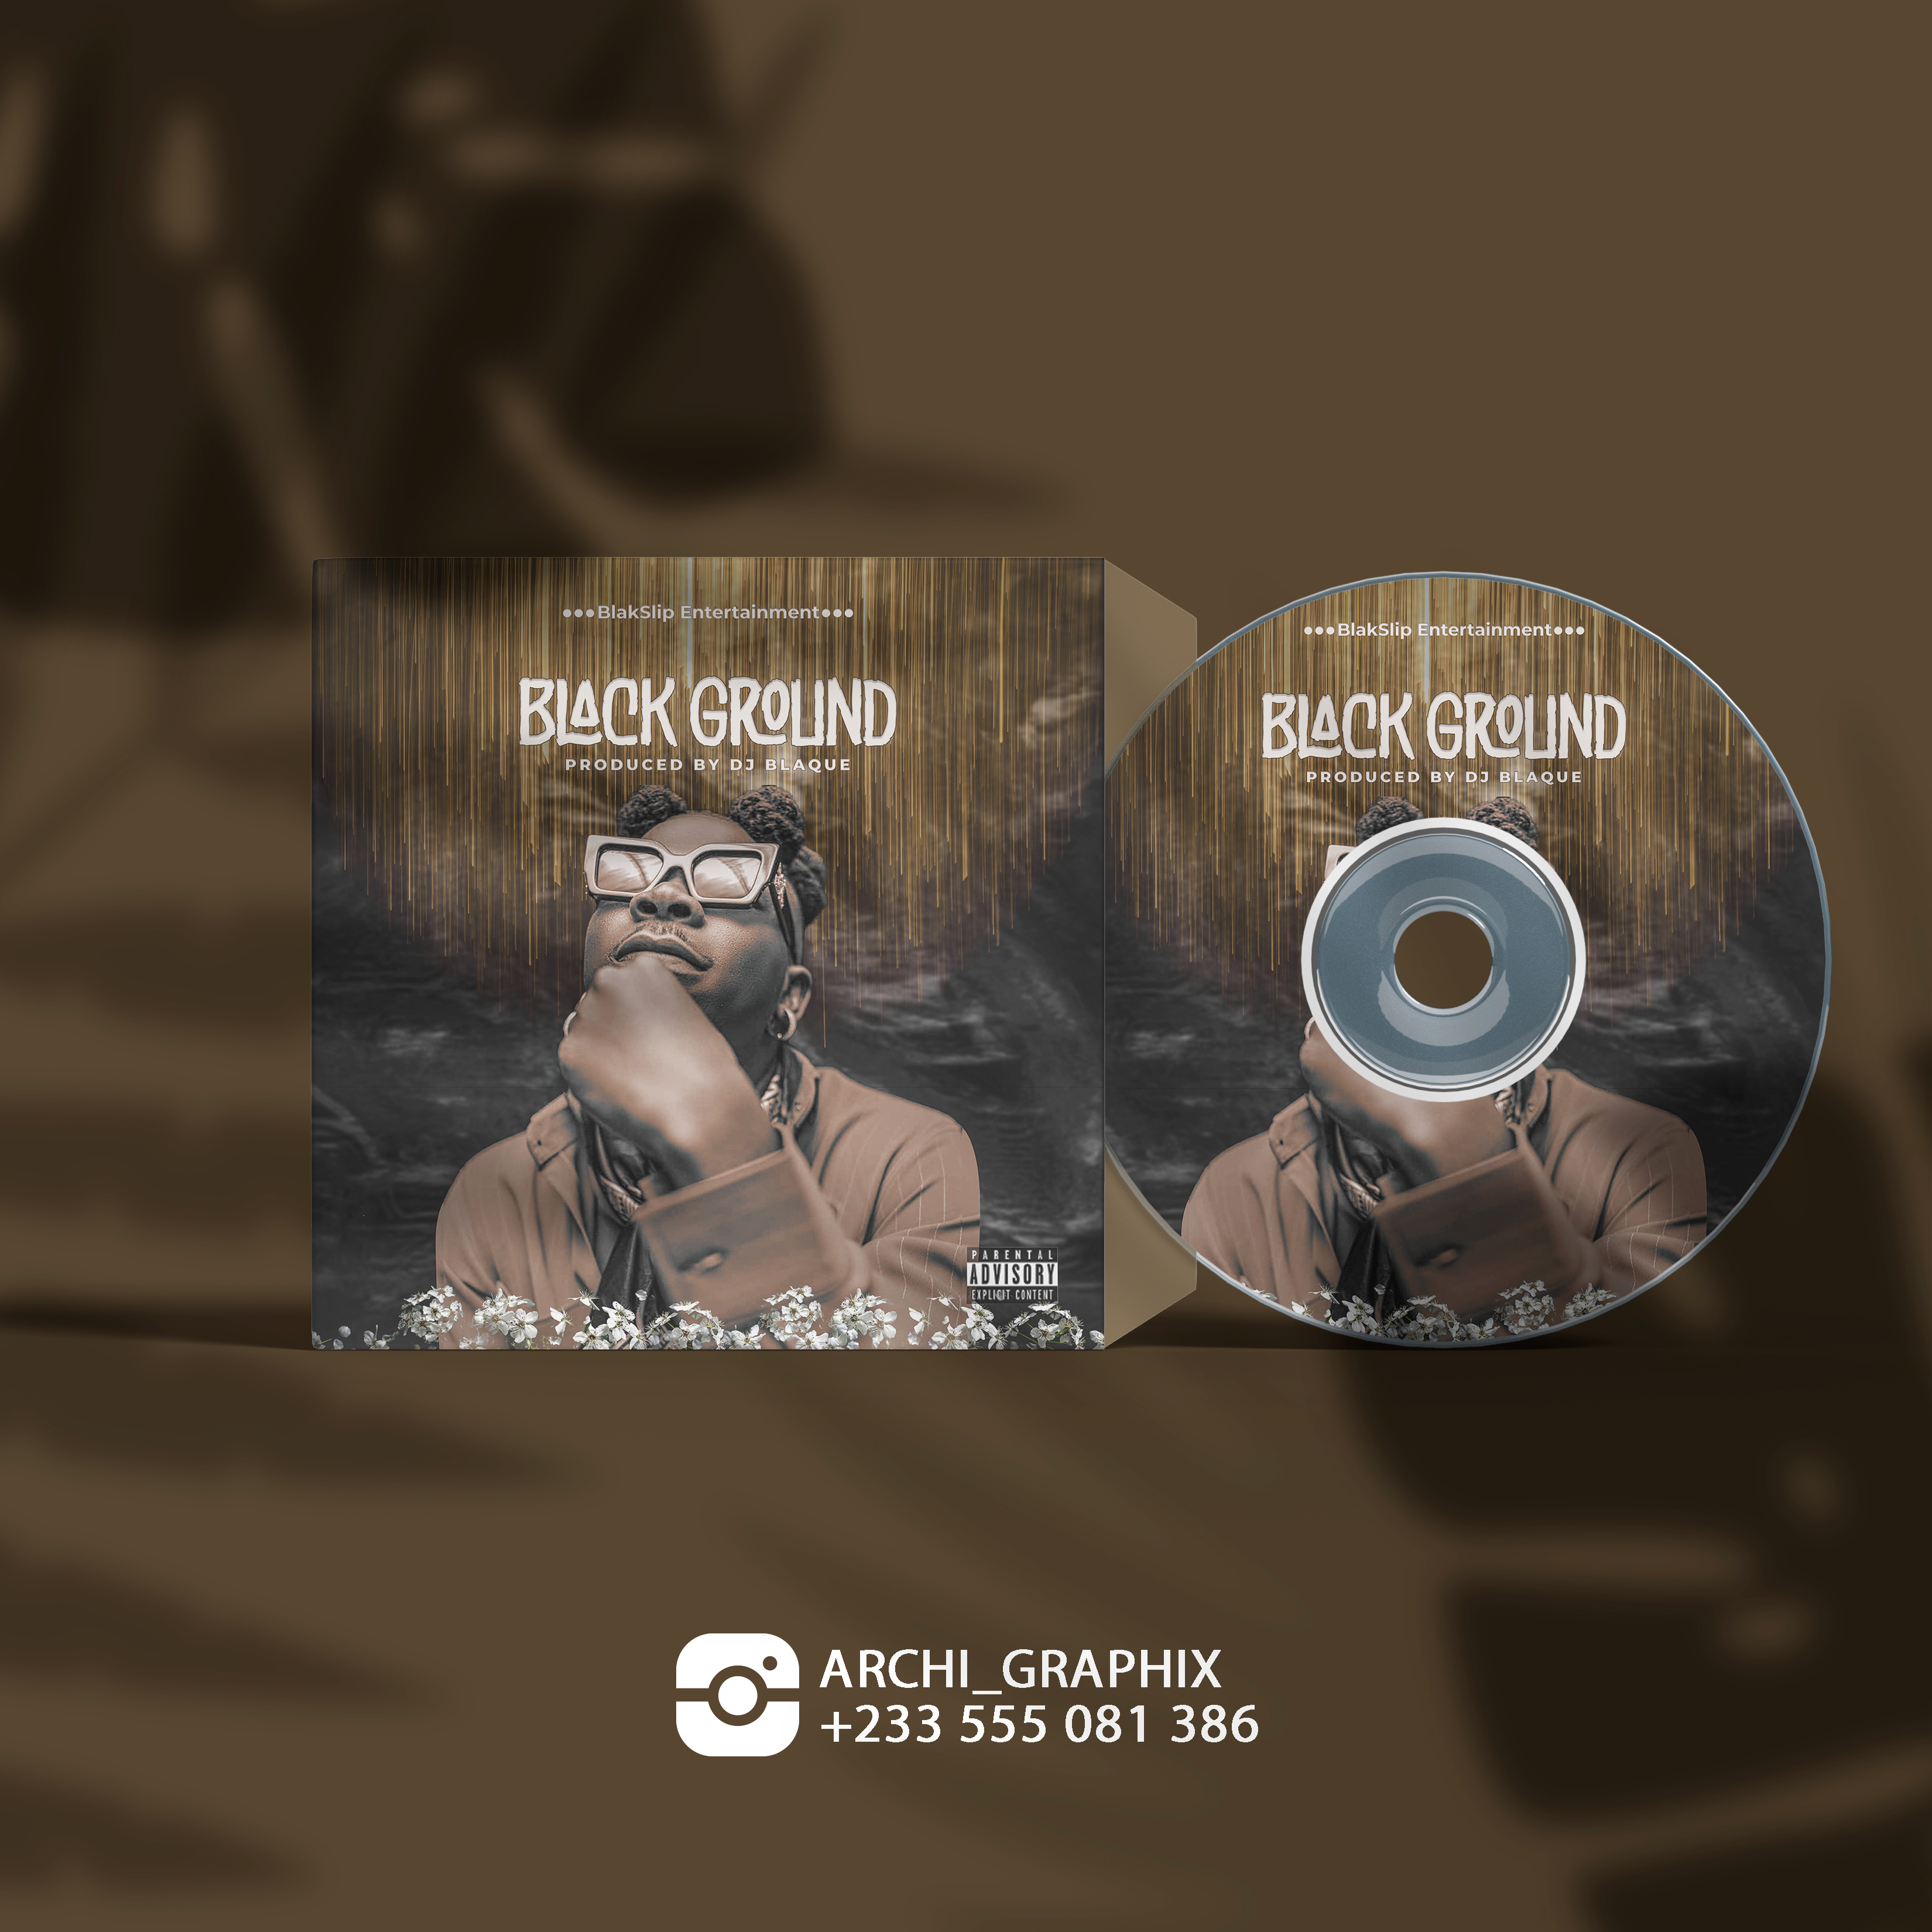 ●●●BlakSlip Entertainment●●●
BLACK GROUND
PRODUCED BY DJ BLAQUE
PARENTAL
ADVISORY
EXPLICIT CONTENT
●●●BlakSlip Entertainment●●●
BLACK GROUND
PRODUCED BY DJ BLAQUE
ARCHI_GRAPHIX
+233 555 081 386